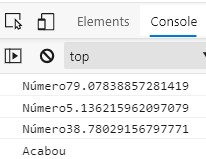 Elements Console
top
Número79.07838857281419
Número5.136215962097079
Número38.78029156797771
Acabou